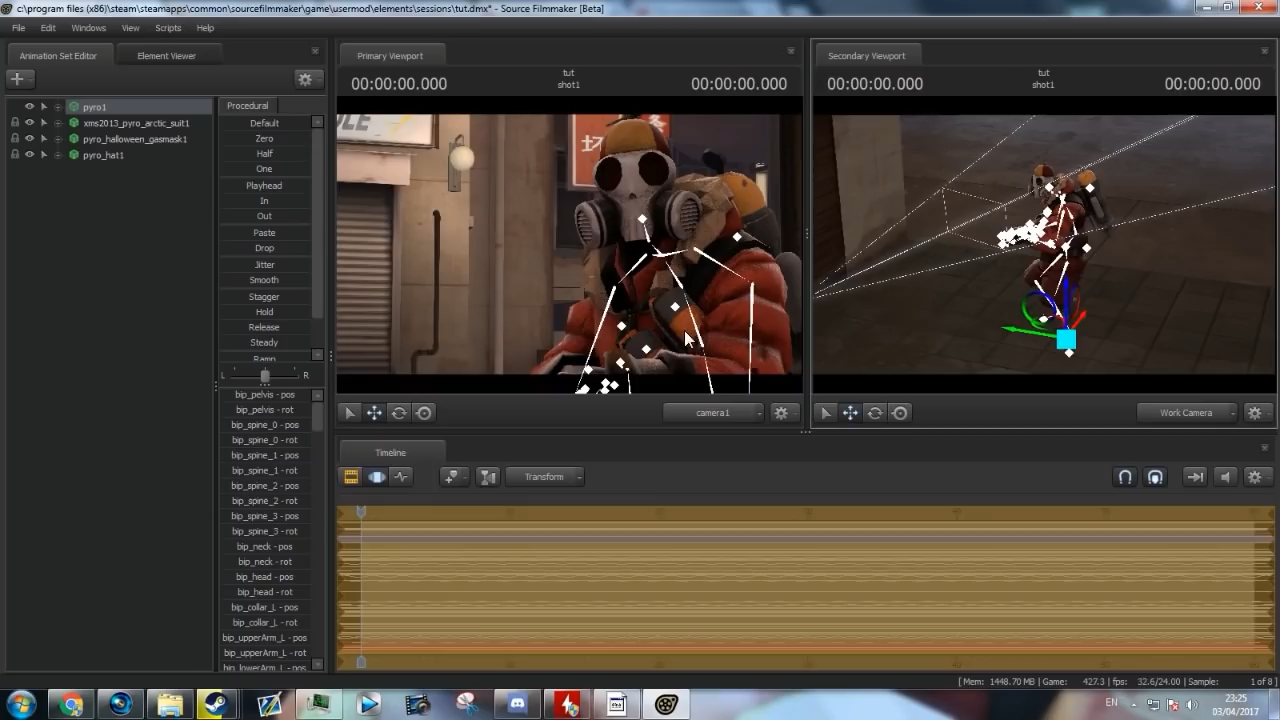 c:\program files (x86)\steam\steamapps\common\sourcefilmmaker\game\usermod\elements\sessions\tut.dmx* - Source Filmmaker [Beta]
File Edit Windows View Scripts Help
Animation Set Editor Element Viewer
Primary Viewport
Secondary Viewport
00:00:00.000 tut 00:00:00.000
shot1
00:00:00.000 tut 00:00:00.000
shot1
pyro1
xms2013_pyro_arctic_suit1
pyro_halloween_gasmask1
pyro_hat1
Procedural
Default
Zero
Half
One
Playhead
In
Out
Paste
Drop
Jitter
Smooth
Stagger
Hold
Release
Steady
Ramp
L R
bip_pelvis - pos
bip_pelvis - rot
bip_spine_0 - pos
bip_spine_0 - rot
bip_spine_1 - pos
bip_spine_1 - rot
bip_spine_2 - pos
bip_spine_2 - rot
bip_spine_3 - pos
bip_spine_3 - rot
bip_neck - pos
bip_neck - rot
bip_head - pos
bip_head - rot
bip_collar_L - pos
bip_collar_L - rot
bip_upperArm_L - pos
bip_upperArm_L - rot
bip_lowerArm_L - pos
camera1
Work Camera
Timeline
Transform
[ Mem: 1448.70 MB | Game: 427.3 | fps: 32.6/24.00 | Sample: 1 of 8 ]
EN
23:25
03/04/2017